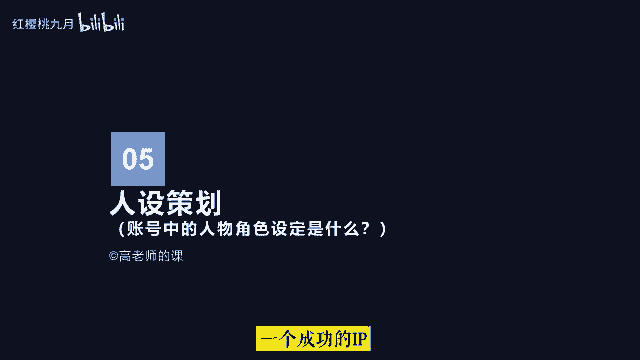 红樱桃九月 bilibili
05
人设策划
（账号中的人物角色设定是什么？）
©高老师的课
一个成功的IP